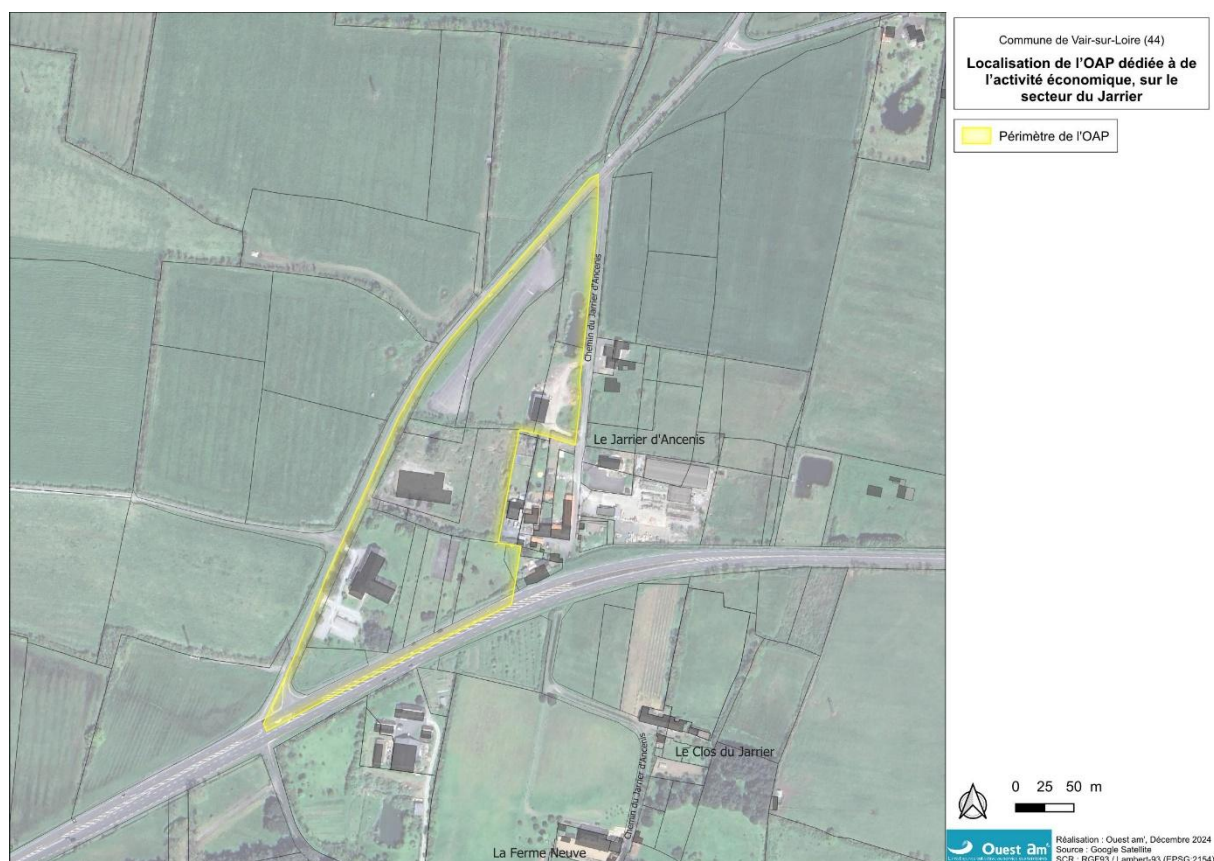 Commune de Vair-sur-Loire (44)
Localisation de l'OAP dédiée à de
l'activité économique, sur le
secteur du Jarrier
Périmètre de l'OAP
Chemin du Jarrier d'Ancenis
Le Jarrier d'Ancenis
Le Clos du Jarrier
Chemin du Jarrier d'Ancenis
La Ferme Neuve
0 25 50 m
Ouest am'
Réalisation : Ouest am', Décembre 2024
Source : Google Satellite
SCR : RGF93 / Lambert-93 (EPSG:2154)